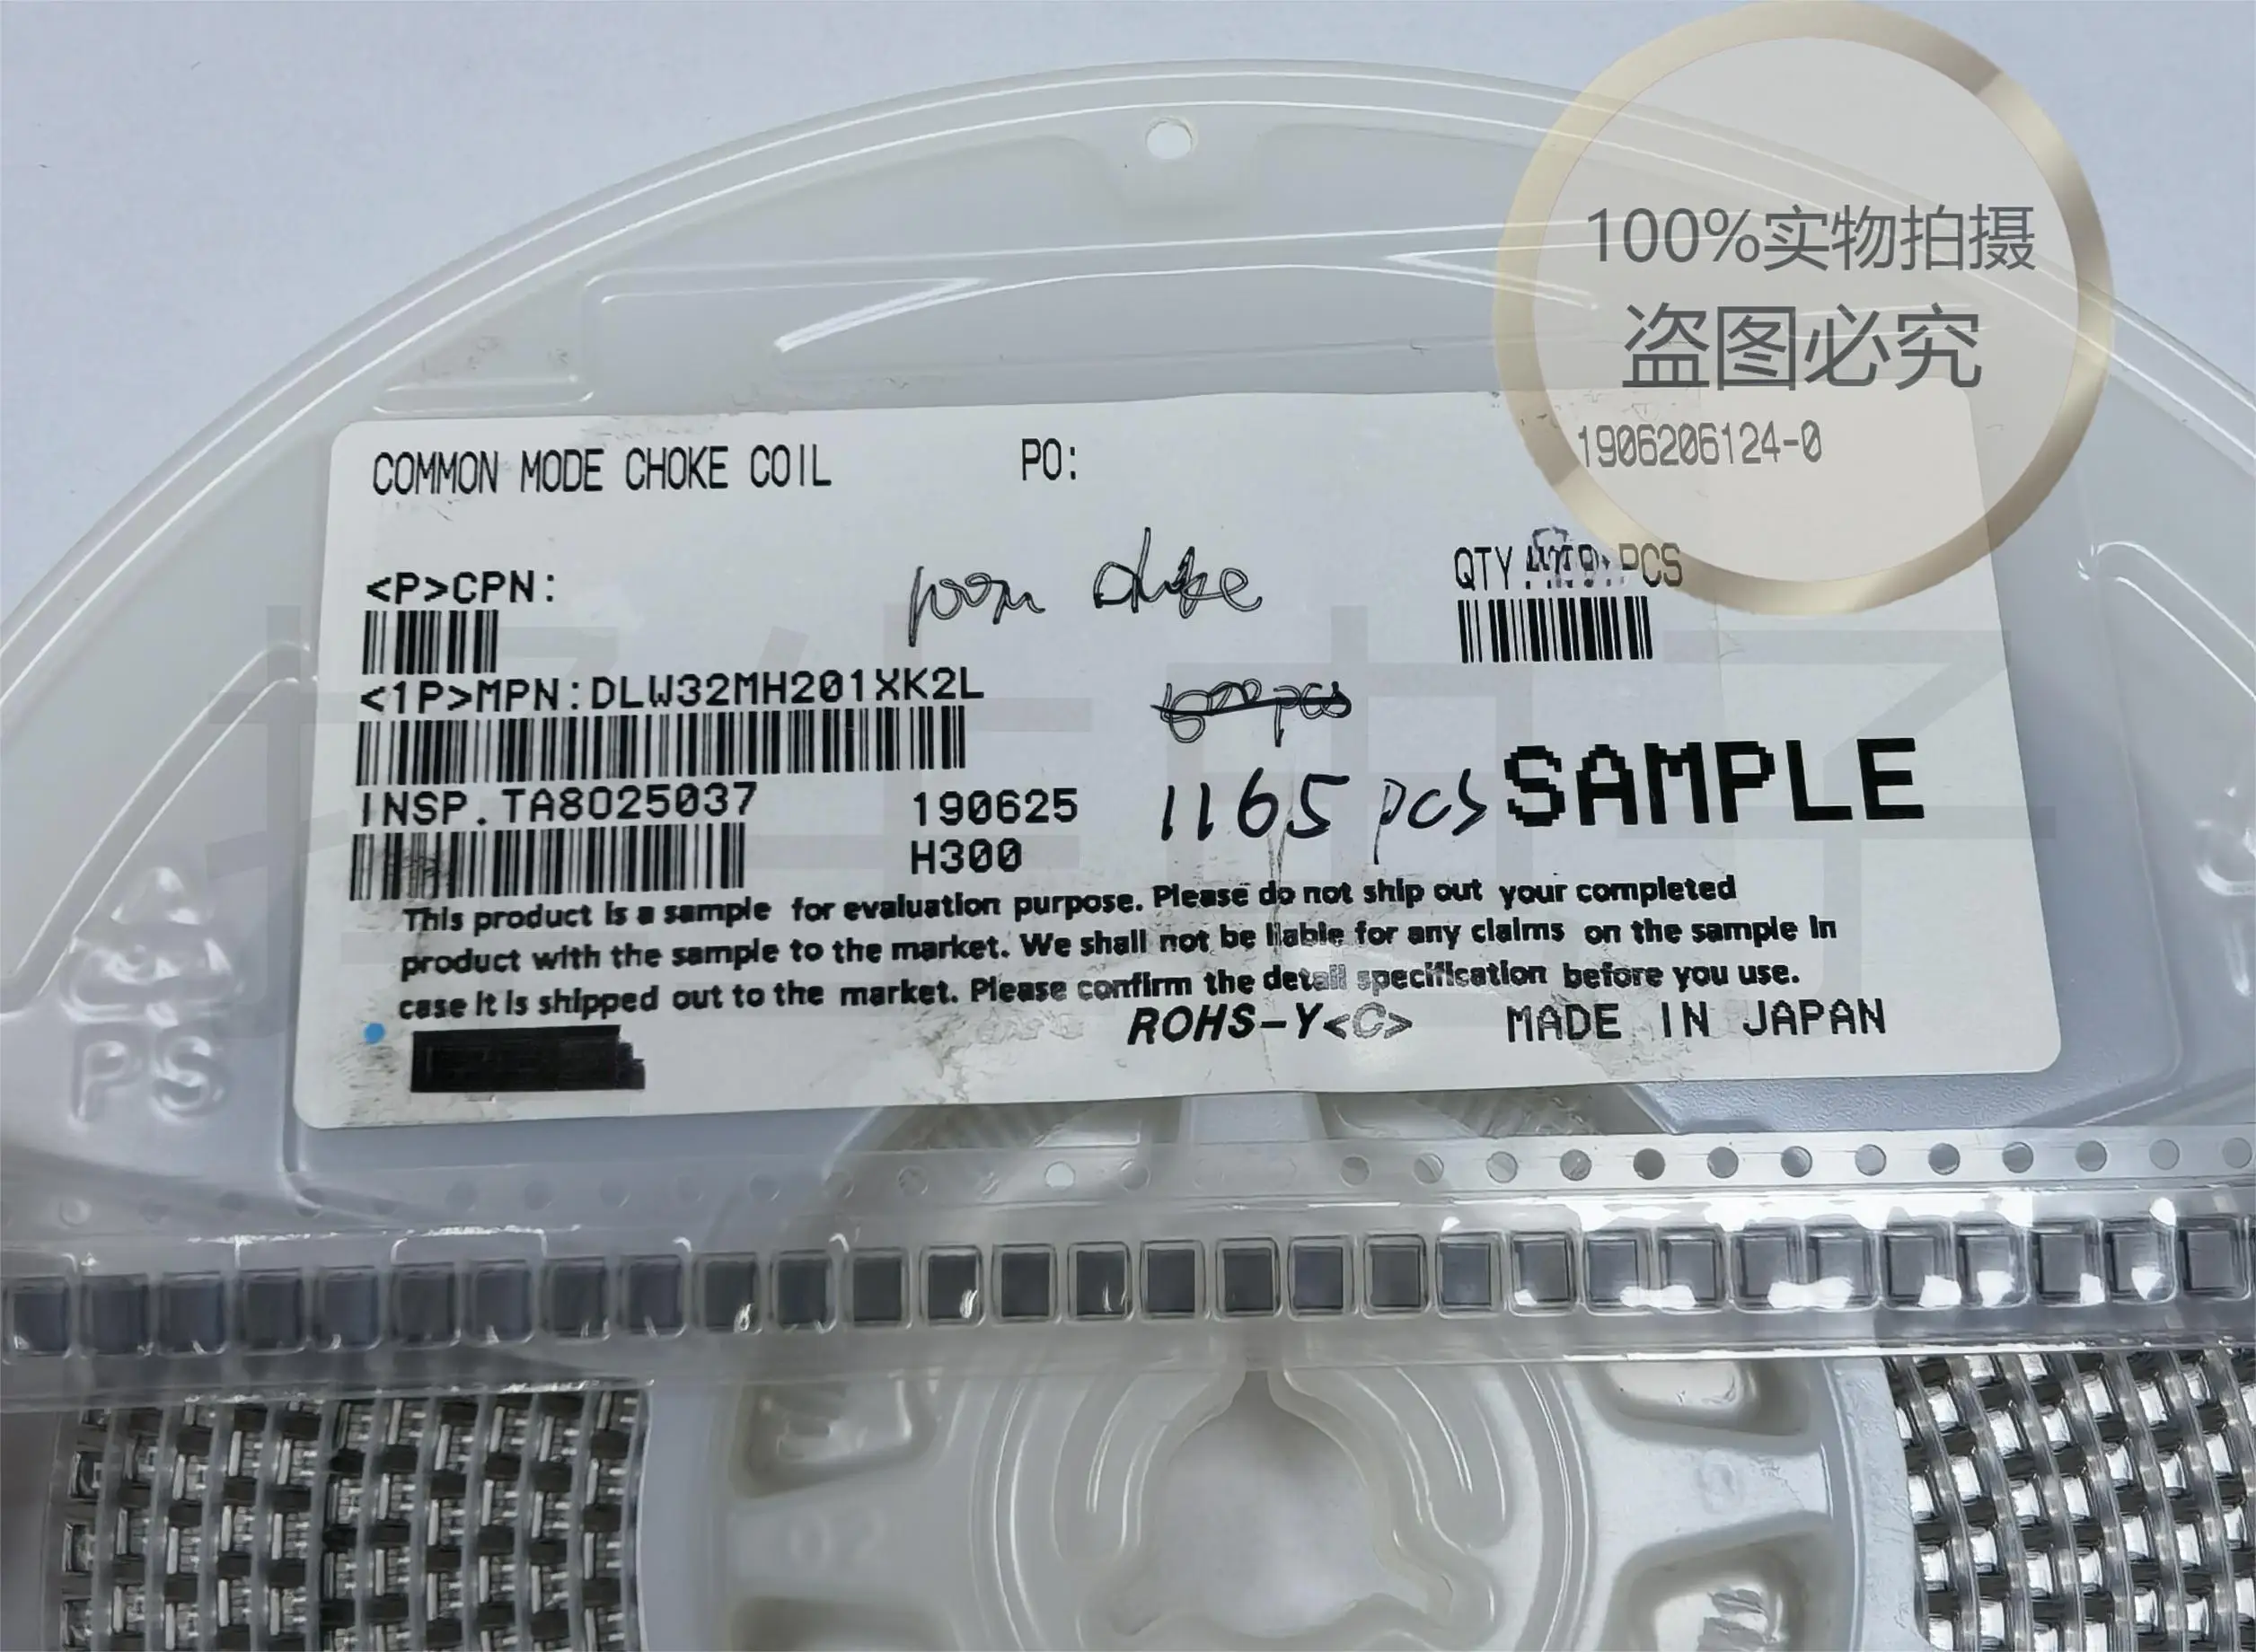 100%实物拍摄
盗图必究
1906206124-0
COMMON MODE CHOKE COIL PO:
<P>CPN:
choke
QTY PCS
<1P>MPN:DLW32MH201XK2L
pcs
INSP.TA8025037 190625
1165 pcs SAMPLE
H300
This product is a sample for evaluation purpose. Please do not ship out your completed
product with the sample to the market. We shall not be liable for any claims on the sample in
case it is shipped out to the market. Please confirm the detail specification before you use.
ROHS-Y<C> MADE IN JAPAN
PS
02